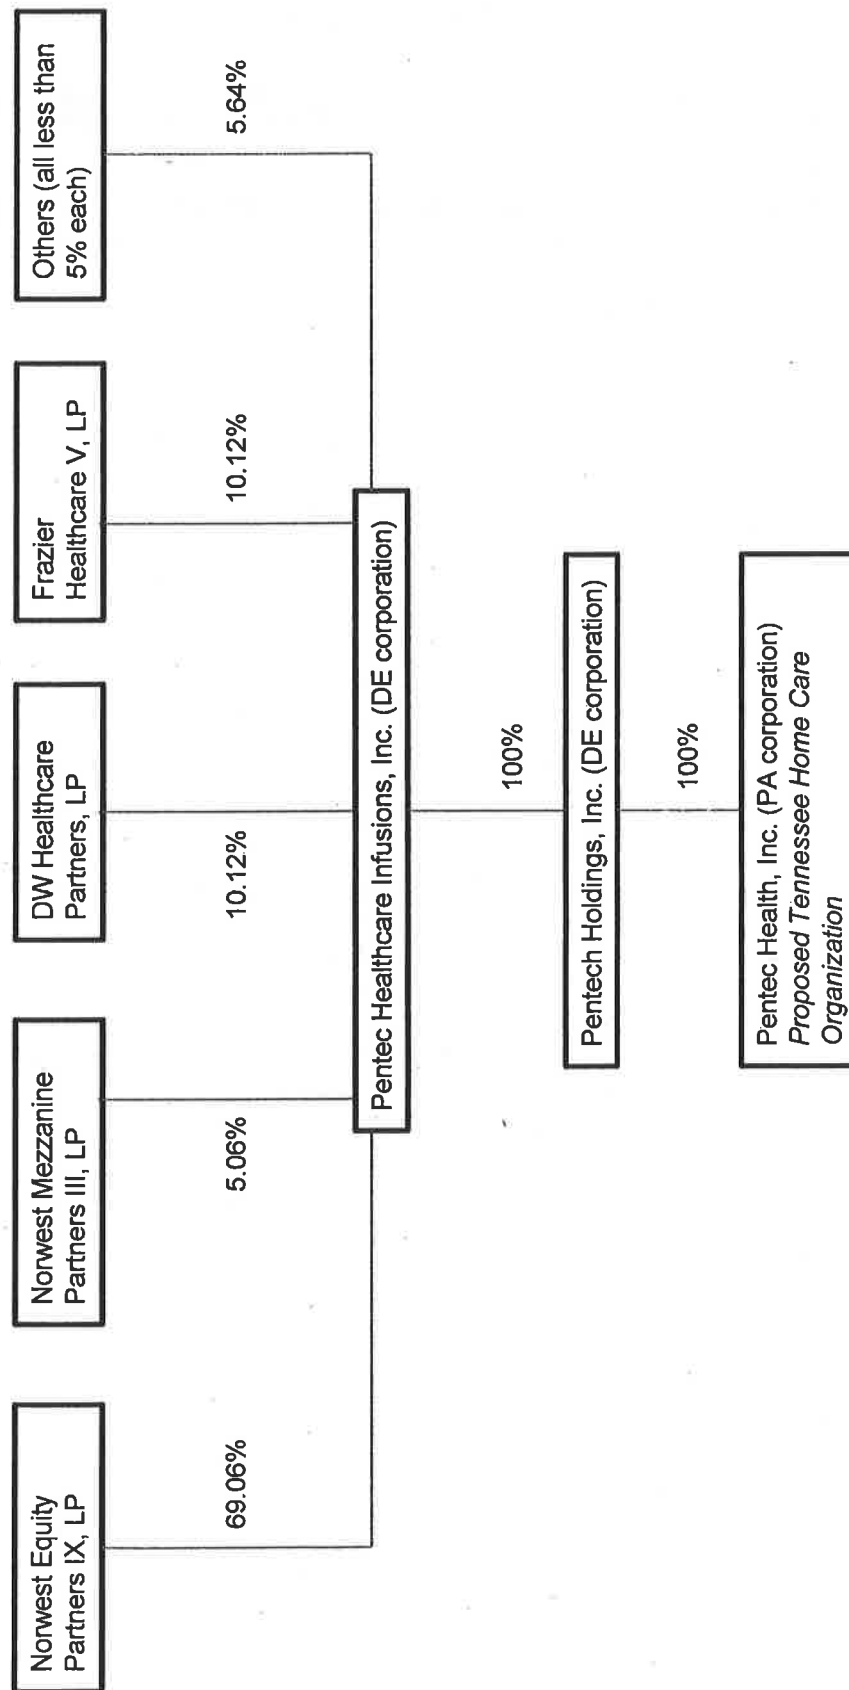 Norwest Equity
Partners IX, LP
Norwest Mezzanine
Partners III, LP
DW Healthcare
Partners, LP
Frazier
Healthcare V, LP
Others (all less than
5% each)
69.06%
5.06%
10.12%
10.12%
5.64%
Pentec Healthcare Infusions, Inc. (DE corporation)
100%
Pentech Holdings, Inc. (DE corporation)
100%
Pentec Health, Inc. (PA corporation)
Proposed Tennessee Home Care
Organization